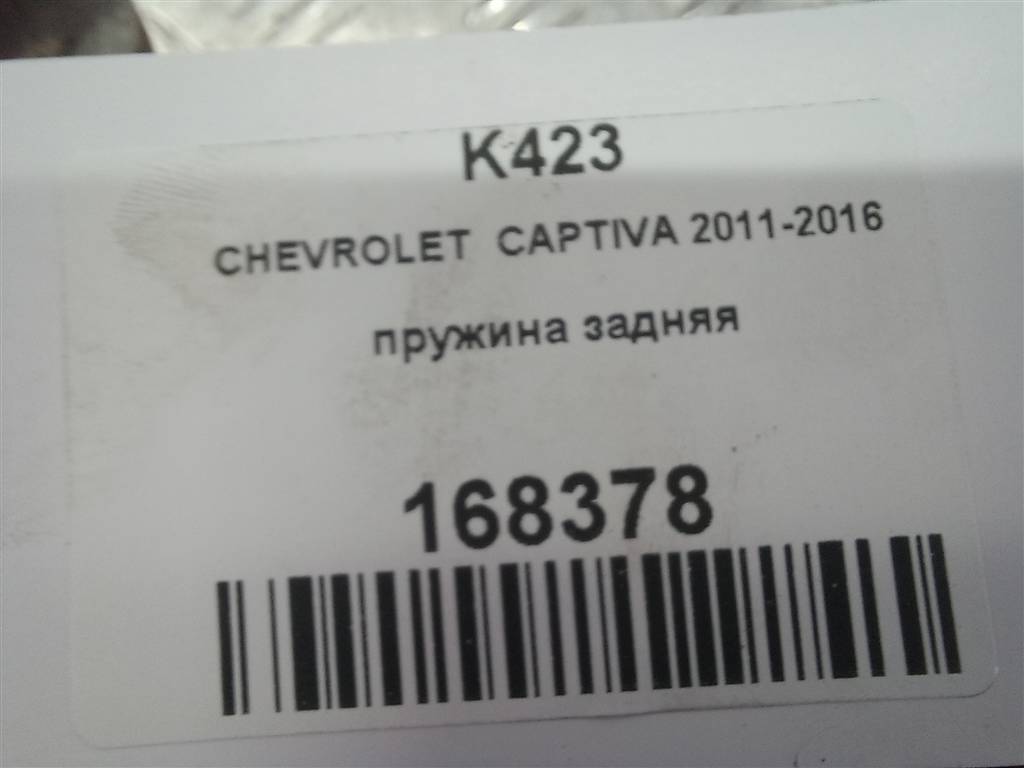 K423
CHEVROLET CAPTIVA 2011-2016
пружина задняя
168378